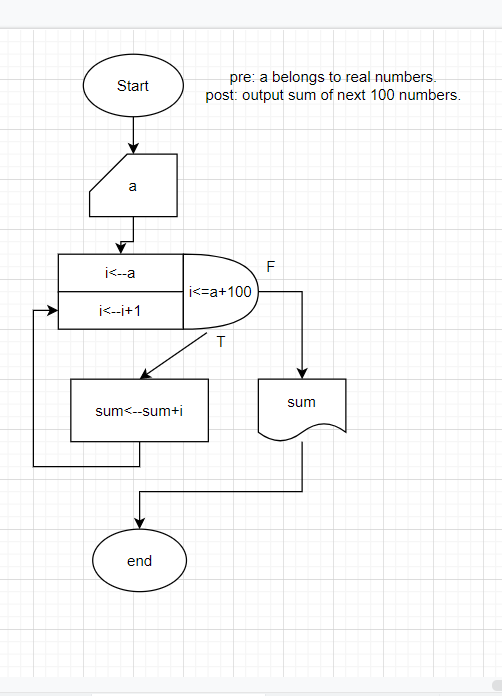 Start
pre: a belongs to real numbers.
post: output sum of next 100 numbers.
a
i<--a
i<--i+1
i<=a+100
F
T
sum<--sum+i
sum
end